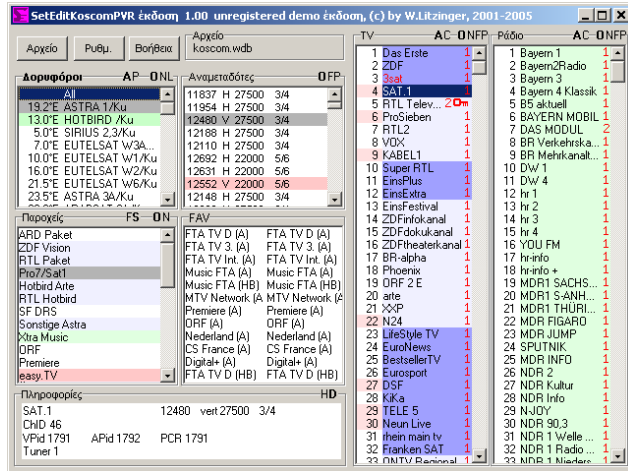 SetEditKoscomPVR έκδοση 1.00 unregistered demo έκδοση, (c) by W.Litzinger, 2001-2005
Αρχείο
Ρυθμ.
Βοήθεια
Αρχείο
koscom.wdb
Δορυφόροι AP ONL
All
19.2°E ASTRA 1/Ku
13.0°E HOTBIRD /Ku
5.0°E SIRIUS 2,3/Ku
7.0°E EUTELSAT W3A...
10.0°E EUTELSAT W1/Ku
16.0°E EUTELSAT W2/Ku
21.5°E EUTELSAT W6/Ku
23.5°E ASTRA 3A/Ku
Αναμεταδότες OFP
11837 H 27500 3/4
11954 H 27500 3/4
12480 V 27500 3/4
12188 H 27500 3/4
12110 H 27500 3/4
12692 H 22000 5/6
12631 H 22000 5/6
12552 V 22000 5/6
12148 H 27500 3/4
Παροχείς FS ON
ARD Paket
ZDF Vision
RTL Paket
Pro7/Sat1
Hotbird Arte
RTL Hotbird
SF DRS
Sonstige Astra
Xtra Music
ORF
Premiere
easy.TV
FAV
FTA TV D (A) FTA TV D (A)
FTA TV 3. (A) FTA TV 3. (A)
FTA TV Int. (A) FTA TV Int. (A)
Music FTA (A) Music FTA (A)
Music FTA (HB) Music FTA (HB)
MTV Network (A MTV Network (A
Premiere (A) Premiere (A)
ORF (A) ORF (A)
Nederland (A) Nederland (A)
CS France (A) CS France (A)
Digital+ (A) Digital+ (A)
FTA TV D (HB) FTA TV D (HB)
Πληροφορίες HD
SAT.1 12480 vert 27500 3/4
ChID 46
VPid 1791 APid 1792 PCR 1791
Tuner 1
TV AC ONFP
1 Das Erste 1
2 ZDF 1
3 3sat 1
4 SAT.1 1
5 RTL Telev... 2
6 ProSieben 1
7 RTL2 1
8 VOX 1
9 KABEL1 1
10 Super RTL 1
11 EinsPlus 1
12 EinsExtra 1
13 EinsFestival 1
14 ZDFinfokanal 1
15 ZDFdokukanal 1
16 ZDFtheaterkanal 1
17 BR-alpha 1
18 Phoenix 1
19 ORF 2 E 1
20 arte 1
21 XXP 1
22 N24 1
23 LifeStyle TV 1
24 EuroNews 1
25 BestsellerTV 1
26 Eurosport 1
27 DSF 1
28 KiKa 1
29 TELE 5 1
30 Neun Live 1
31 rhein main tv 1
32 Franken SAT 1
33 ONTV Regional 1
Ράδιο AC ONFP
1 Bayern 1 1
2 Bayern2Radio 1
3 Bayern 3 1
4 Bayern 4 Klassik 1
5 B5 aktuell 1
6 BAYERN MOBIL 1
7 DAS MODUL 2
8 BR Verkehrska... 1
9 BR Mehrkanalt... 1
10 DW 1 1
11 DW 4 1
12 hr 1 1
13 hr 2 1
14 hr 3 1
15 hr 4 1
16 YOU FM 1
17 hr-info 1
18 hr-info + 1
19 MDR1 SACHS... 1
20 MDR1 S-ANH... 1
21 MDR1 THÜRI... 1
22 MDR FIGARO 1
23 MDR JUMP 1
24 SPUTNIK 1
25 MDR INFO 1
26 NDR 2 1
27 NDR Kultur 1
28 NDR Info 1
29 N-JOY 1
30 NDR 90,3 1
31 NDR 1 Welle ... 1
32 NDR 1 Radio ... 1
33 NDR 1 Nieders 1